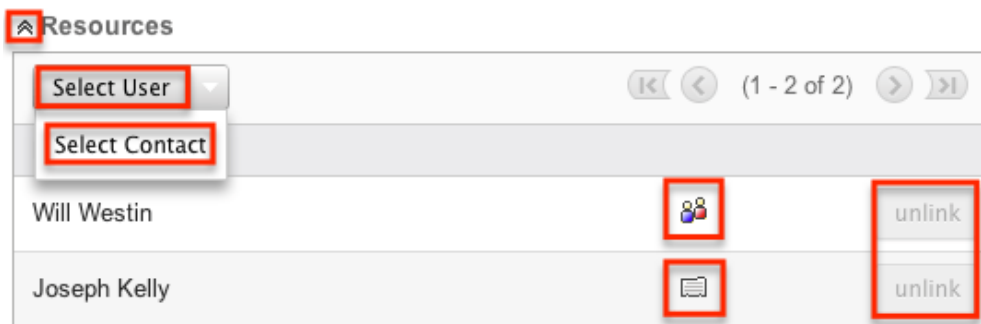 Resources
Select User (1 - 2 of 2)
Select Contact
Will Westin unlink
Joseph Kelly unlink